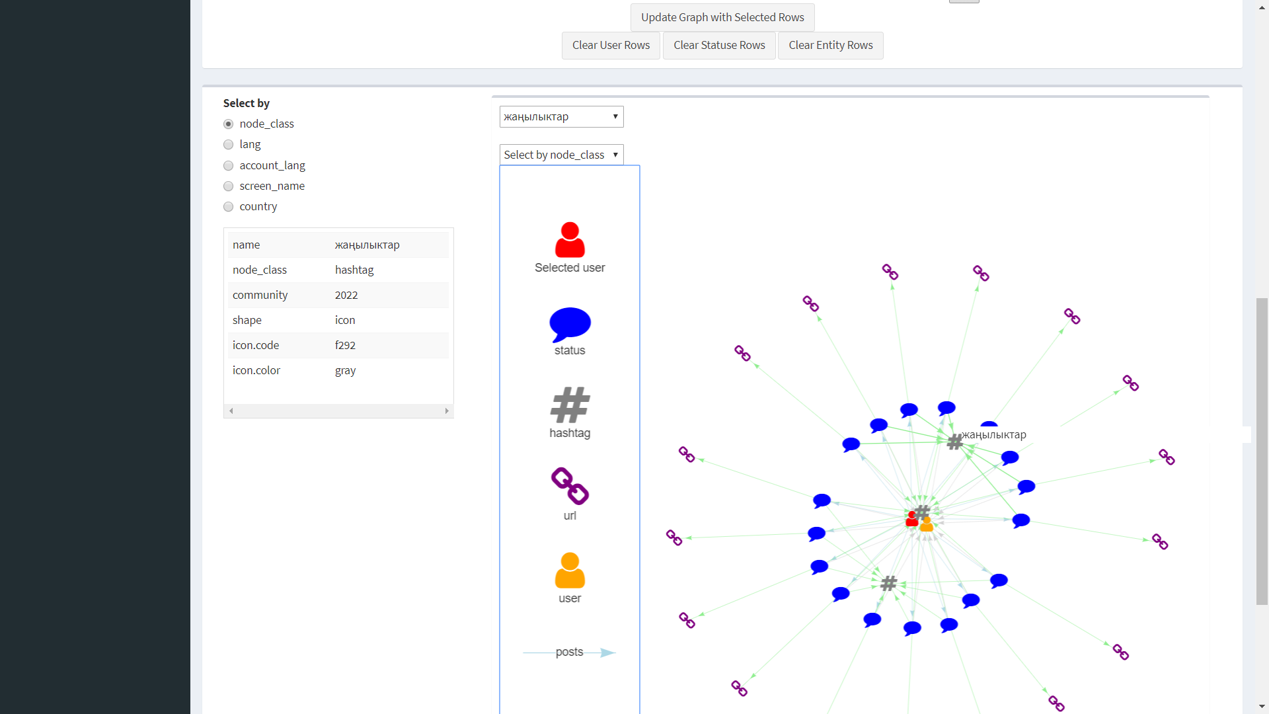 Update Graph with Selected Rows
Clear User Rows
Clear Statuse Rows
Clear Entity Rows
Select by
node_class
lang
account_lang
screen_name
country
name жаңылыктар
node_class hashtag
community 2022
shape icon
icon.code f292
icon.color gray
жаңылыктар
Select by node_class
Selected user
status
hashtag
url
user
posts
жаңылыктар